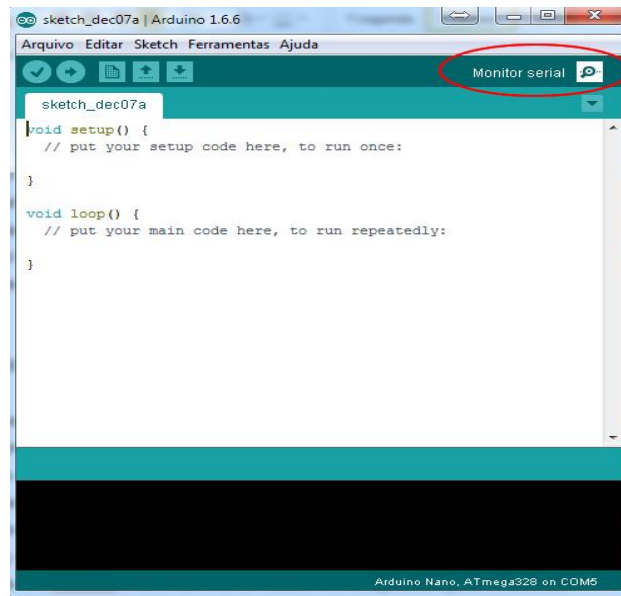 sketch_dec07a | Arduino 1.6.6
Arquivo Editar Sketch Ferramentas Ajuda
Monitor serial
sketch_dec07a
void setup() {
// put your setup code here, to run once:
}
void loop() {
// put your main code here, to run repeatedly:
}
Arduino Nano, ATmega328 on COM5